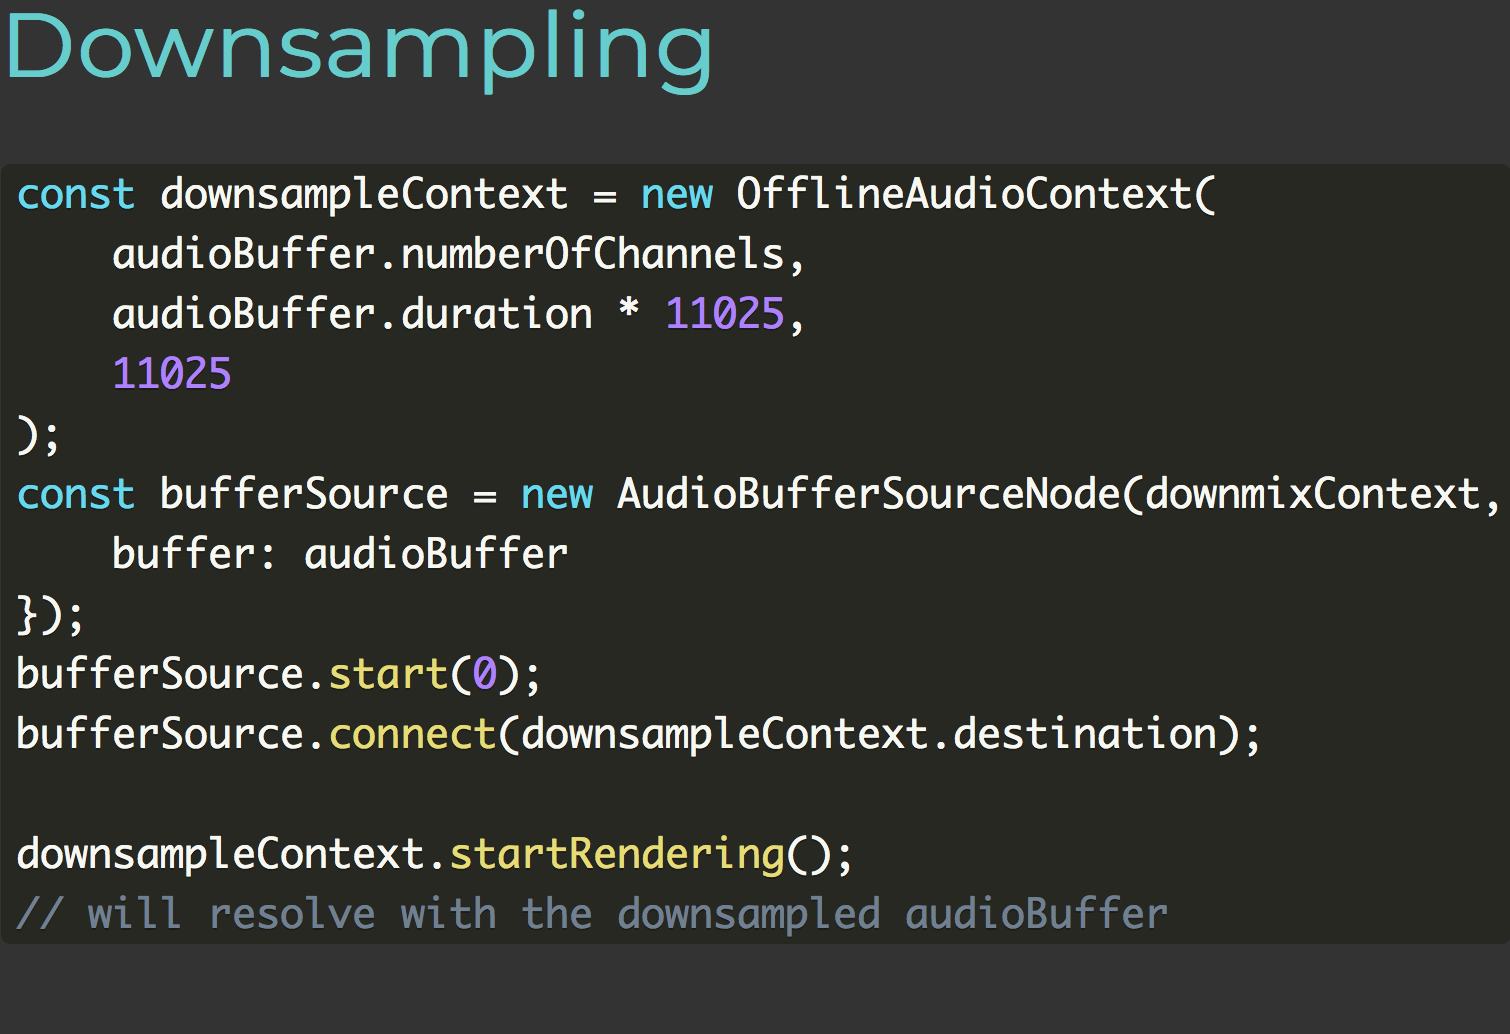 Downsampling
const downsampleContext = new OfflineAudioContext(
    audioBuffer.numberOfChannels,
    audioBuffer.duration * 11025,
    11025
);
const bufferSource = new AudioBufferSourceNode(downmixContext,
    buffer: audioBuffer
});
bufferSource.start(0);
bufferSource.connect(downsampleContext.destination);
downsampleContext.startRendering();
// will resolve with the downsampled audioBuffer